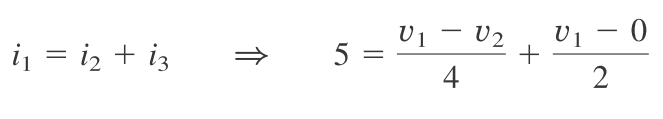 i₁ = i₂ + i₃ ⇒ 5 = (v₁ − v₂)/4 + (v₁ − 0)/2